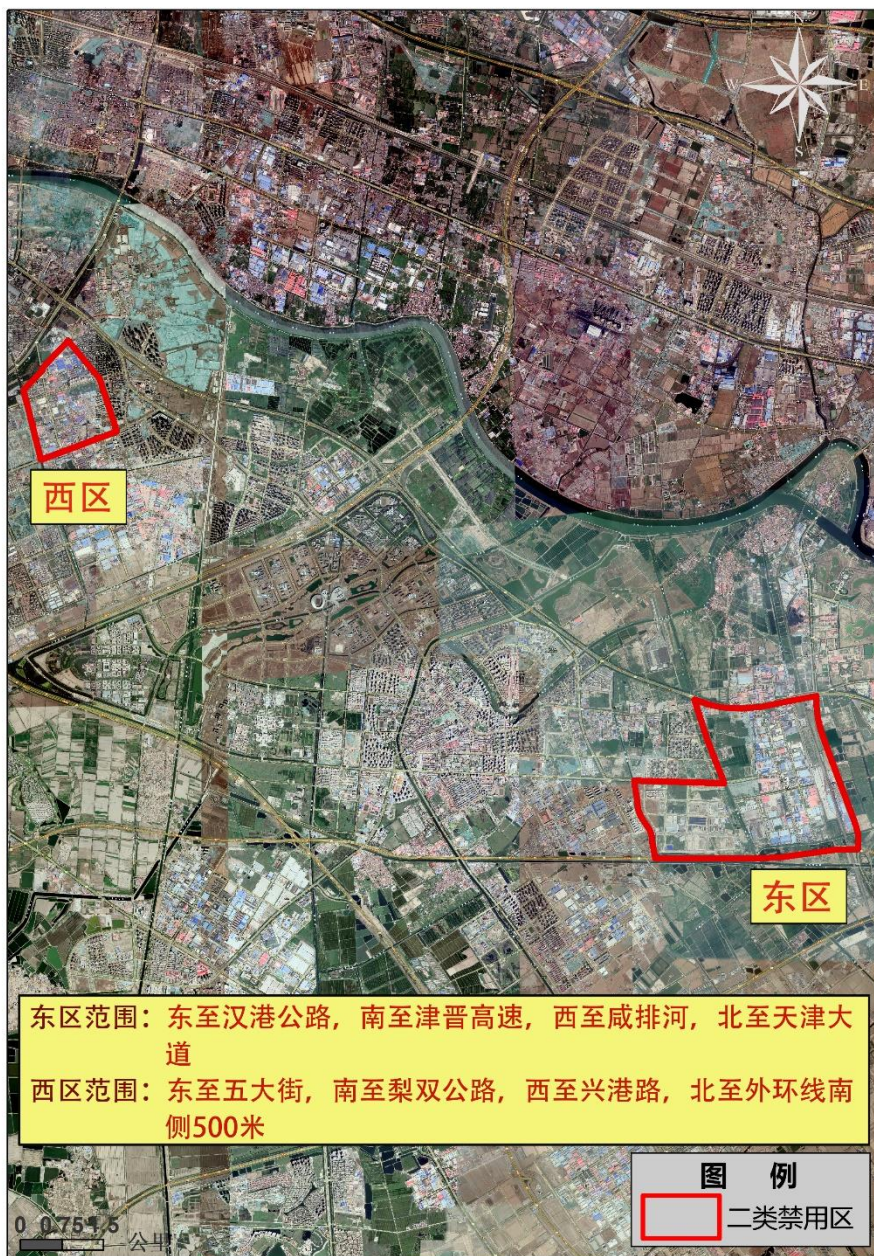 N
W
E
S
西区
东区
东区范围：东至汉港公路，南至津晋高速，西至咸排河，北至天津大
道
西区范围：东至五大街，南至梨双公路，西至兴港路，北至外环线南
侧500米
图 例
二类禁用区
0 0.75 1.5
公里